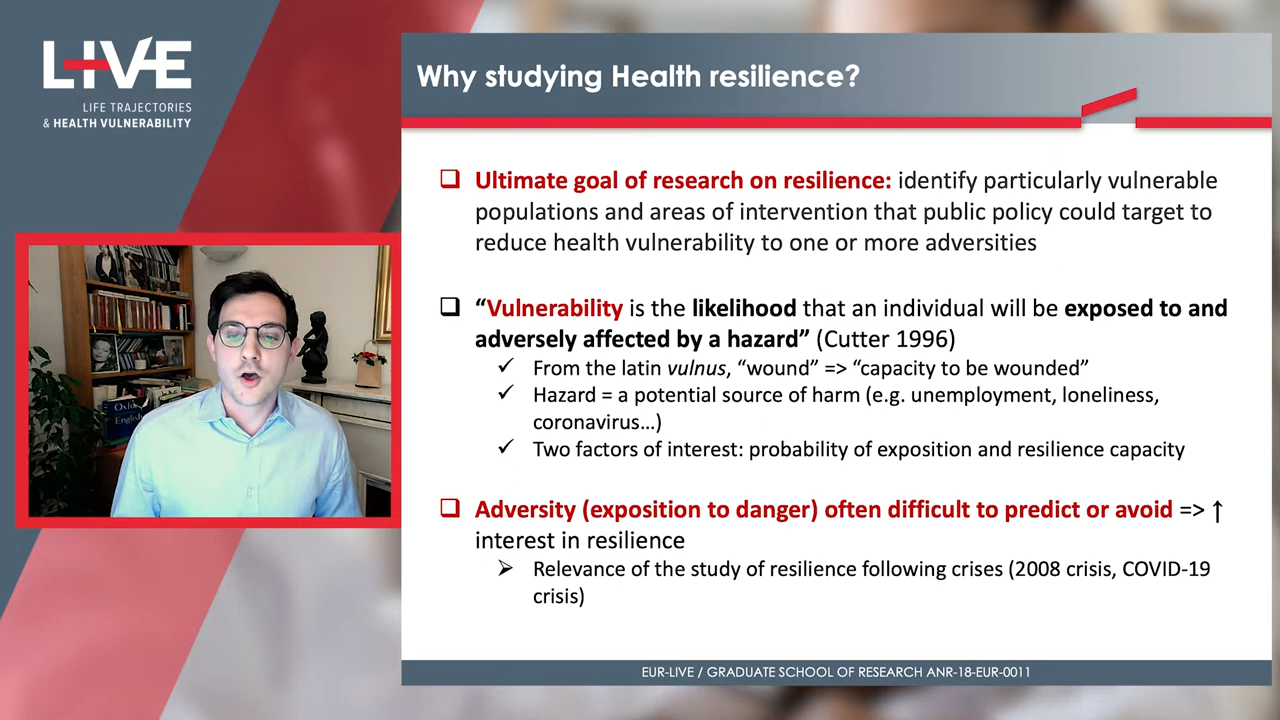 LIVE
LIFE TRAJECTORIES
& HEALTH VULNERABILITY
Why studying Health resilience?
❑ Ultimate goal of research on resilience: identify particularly vulnerable
populations and areas of intervention that public policy could target to
reduce health vulnerability to one or more adversities
❑ “Vulnerability is the likelihood that an individual will be exposed to and
adversely affected by a hazard” (Cutter 1996)
✓ From the latin vulnus, “wound” => “capacity to be wounded”
✓ Hazard = a potential source of harm (e.g. unemployment, loneliness,
coronavirus…)
✓ Two factors of interest: probability of exposition and resilience capacity
❑ Adversity (exposition to danger) often difficult to predict or avoid => ↑
interest in resilience
➢ Relevance of the study of resilience following crises (2008 crisis, COVID-19
crisis)
EUR-LIVE / GRADUATE SCHOOL OF RESEARCH ANR-18-EUR-0011
Oxford
English